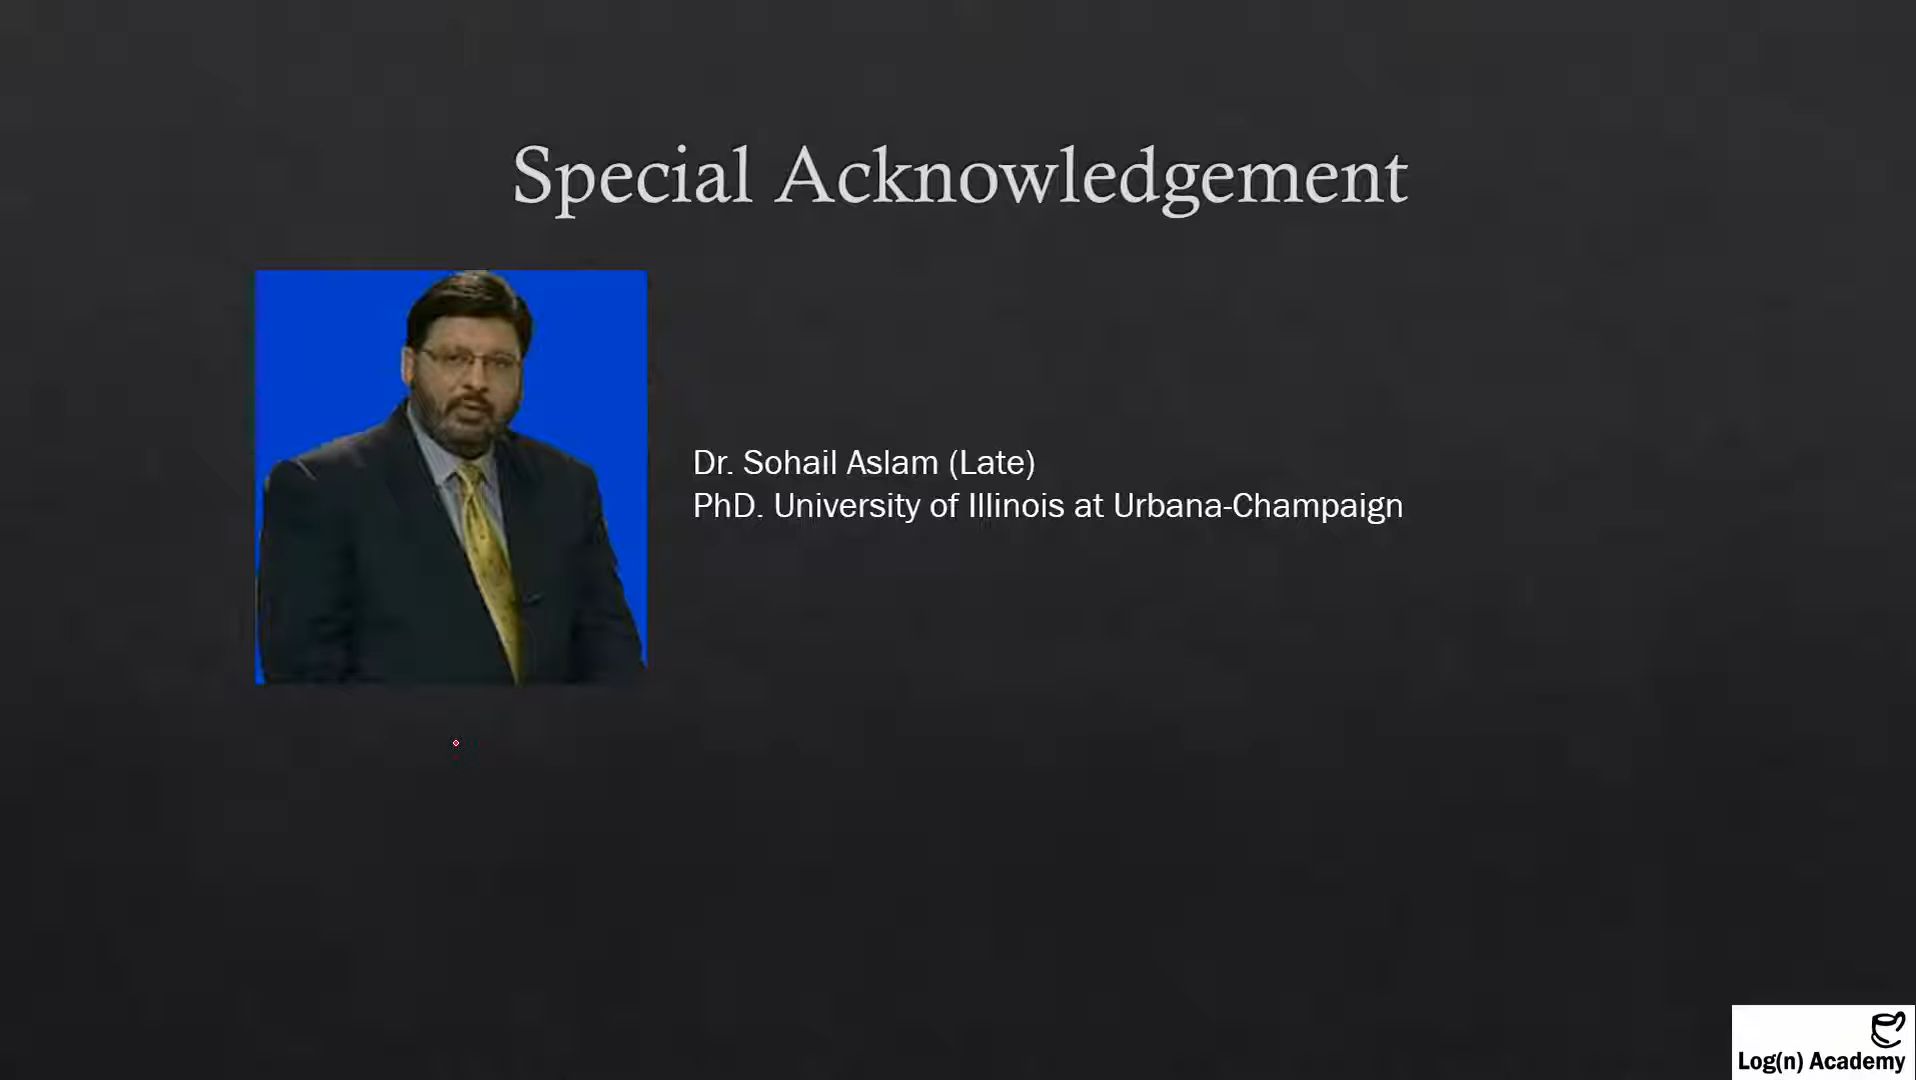 Special Acknowledgement
Dr. Sohail Aslam (Late)
PhD. University of Illinois at Urbana-Champaign
Log(n) Academy